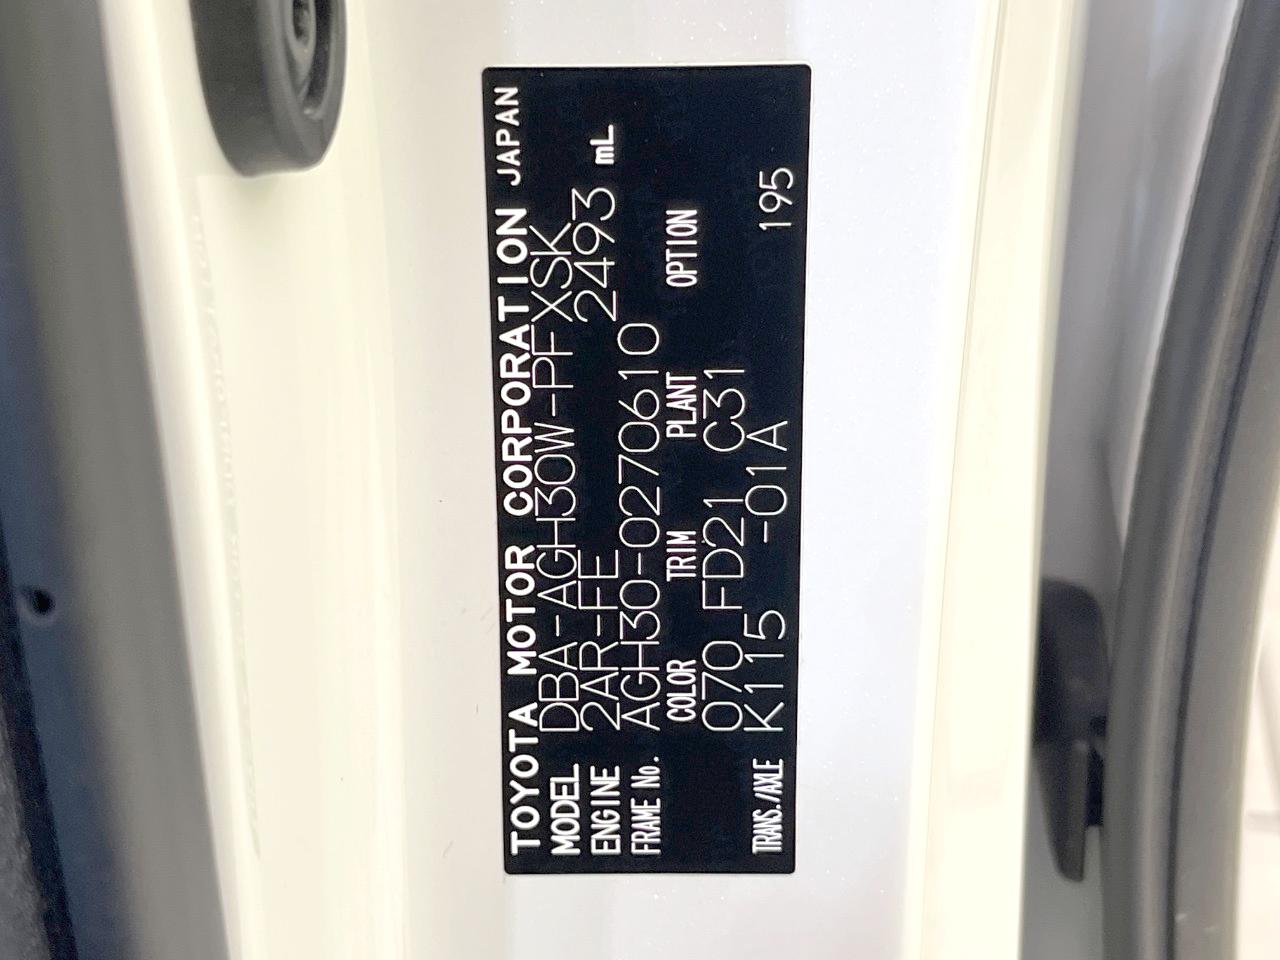 TOYOTA MOTOR CORPORATION JAPAN
MODEL DBA-AGH30W-PFXSK
ENGINE 2AR-FE 2493 mL
FRAME No. AGH30-0270610
COLOR TRIM PLANT OPTION
070 FD21 C31
TRANS./AXLE K115 -01A 195